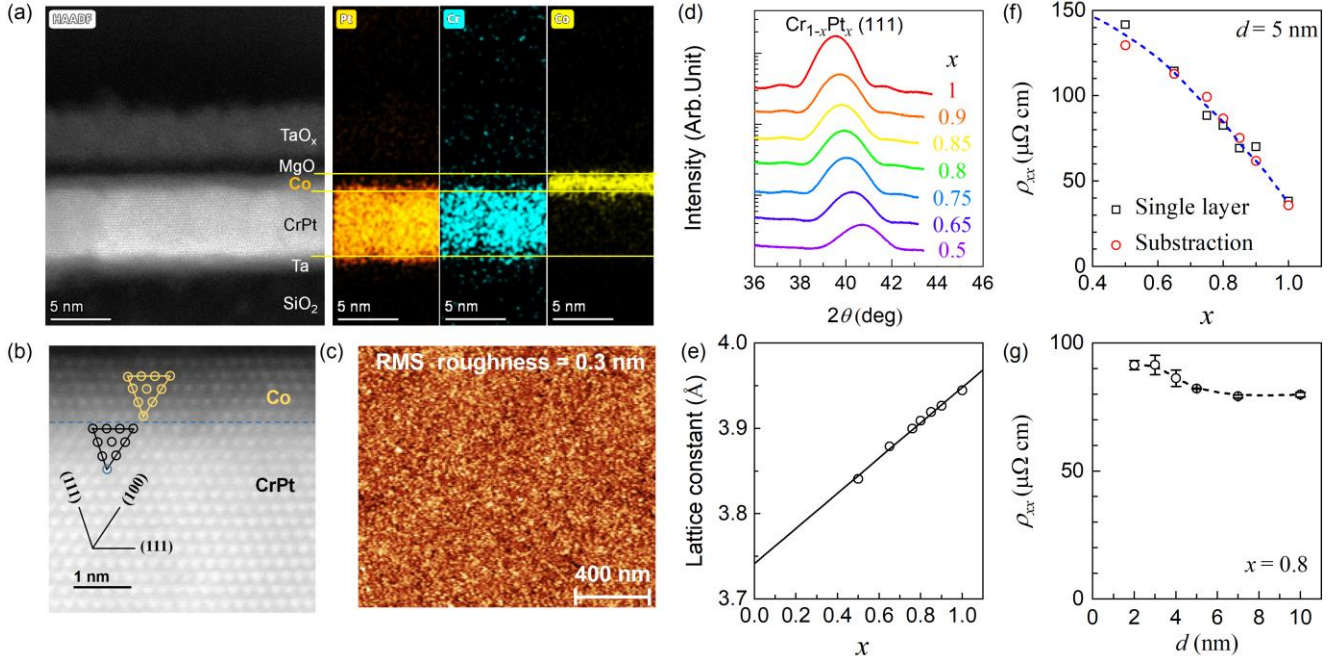 (a)
HAADF
TaOₓ
MgO
Co
CrPt
Ta
SiO₂
5 nm
Pt
Cr
Co
5 nm
5 nm
5 nm
(b)
Co
CrPt
(111)
(100)
(111)
1 nm
(c)
RMS roughness = 0.3 nm
400 nm
(d)
Cr₁₋ₓPtₓ (111)
x
1
0.9
0.85
0.8
0.75
0.65
0.5
Intensity (Arb.Unit)
36 38 40 42 44 46
2θ (deg)
(e)
Lattice constant (Å)
4.0
3.9
3.8
3.7
0.0 0.2 0.4 0.6 0.8 1.0
x
(f)
d = 5 nm
ρₓₓ (μΩ cm)
150
100
50
0
Single layer
Substraction
0.4 0.6 0.8 1.0
x
(g)
ρₓₓ (μΩ cm)
100
50
0
x = 0.8
0 2 4 6 8 10
d (nm)